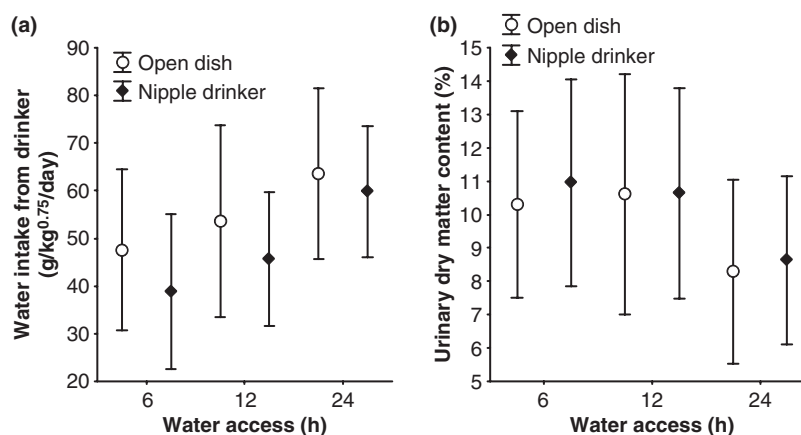 (a)
Open dish
Nipple drinker
Water intake from drinker
(g/kg^0.75/day)
90
80
70
60
50
40
30
20
6 12 24
Water access (h)
(b)
Open dish
Nipple drinker
Urinary dry matter content (%)
15
14
13
12
11
10
9
8
7
6
5
6 12 24
Water access (h)